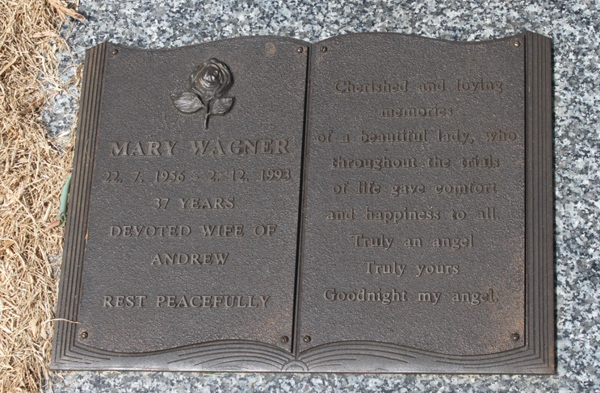 MARY WAGNER
22. 7. 1956 - 2. 12. 1993
37 YEARS
DEVOTED WIFE OF
ANDREW
REST PEACEFULLY
Cherished and loving
memories
of a beautiful lady, who
throughout the trials
of life gave comfort
and happiness to all.
Truly an angel
Truly yours
Goodnight my angel.